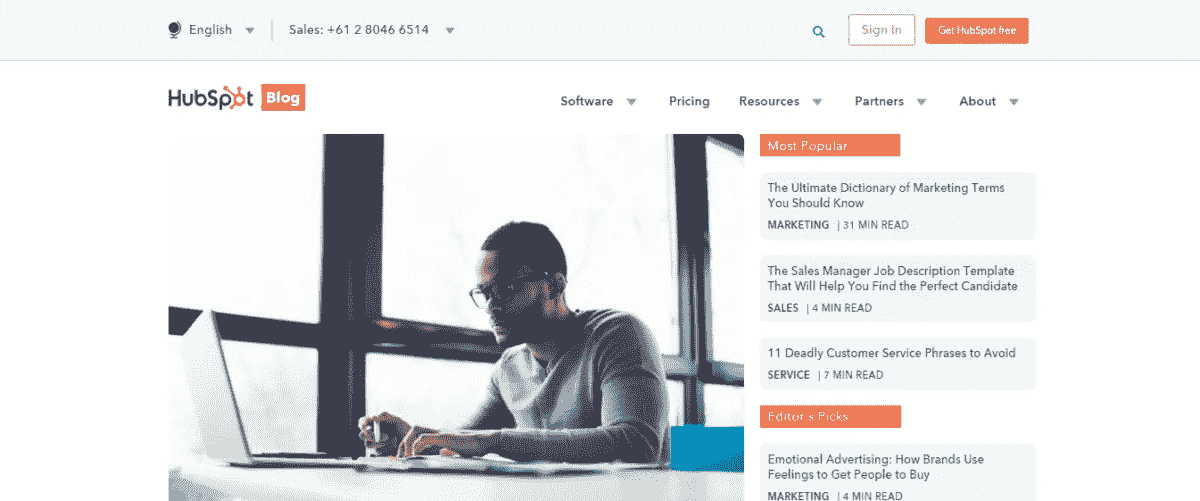 English
Sales: +61 2 8046 6514
Sign In
Get HubSpot free
HubSpot Blog
Software
Pricing
Resources
Partners
About
Most Popular
The Ultimate Dictionary of Marketing Terms
You Should Know
MARKETING | 31 MIN READ
The Sales Manager Job Description Template
That Will Help You Find the Perfect Candidate
SALES | 4 MIN READ
11 Deadly Customer Service Phrases to Avoid
SERVICE | 7 MIN READ
Editor's Picks
Emotional Advertising: How Brands Use
Feelings to Get People to Buy
MARKETING | 4 MIN READ